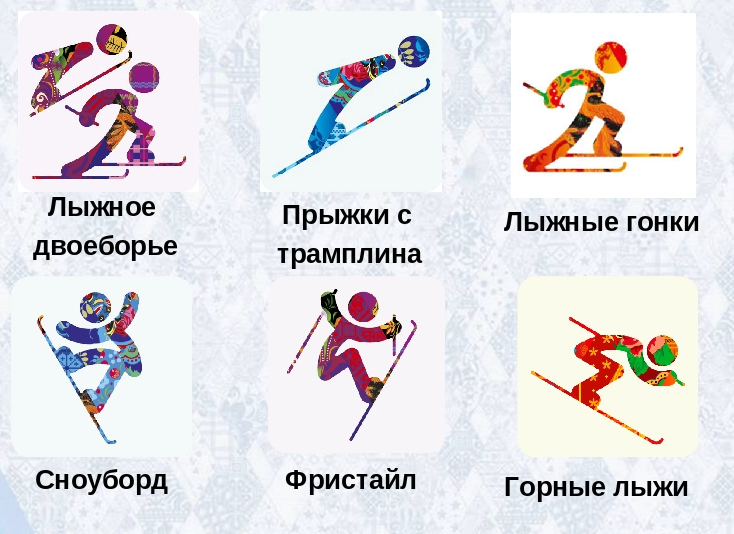 Лыжное
двоеборье
Прыжки с
трамплина
Лыжные гонки
Сноуборд
Фристайл
Горные лыжи